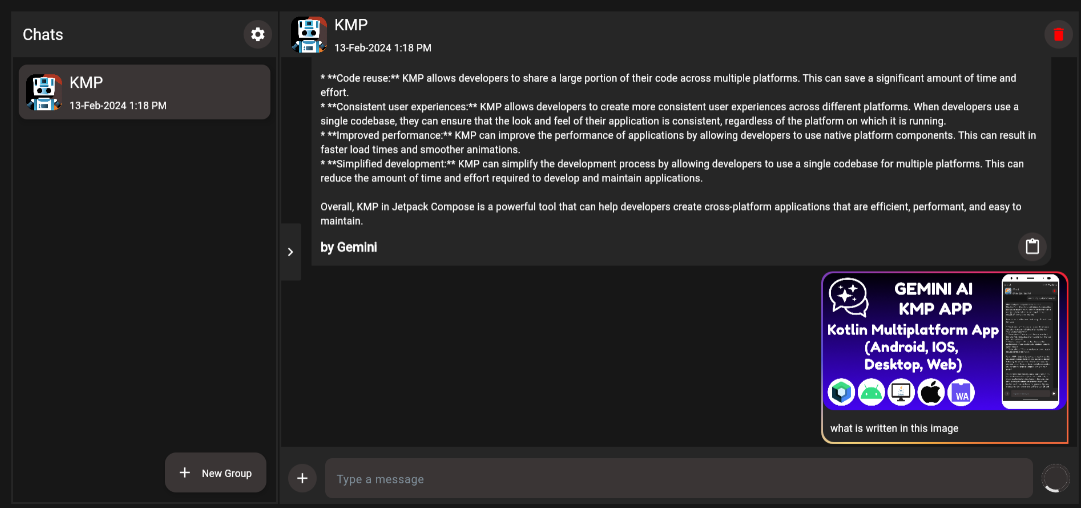 Chats
KMP
13-Feb-2024 1:18 PM
New Group
KMP
13-Feb-2024 1:18 PM
* **Code reuse:** KMP allows developers to share a large portion of their code across multiple platforms. This can save a significant amount of time and
effort.
* **Consistent user experiences:** KMP allows developers to create more consistent user experiences across different platforms. When developers use a
single codebase, they can ensure that the look and feel of their application is consistent, regardless of the platform on which it is running.
* **Improved performance:** KMP can improve the performance of applications by allowing developers to use native platform components. This can result in
faster load times and smoother animations.
* **Simplified development:** KMP can simplify the development process by allowing developers to use a single codebase for multiple platforms. This can
reduce the amount of time and effort required to develop and maintain applications.
Overall, KMP in Jetpack Compose is a powerful tool that can help developers create cross-platform applications that are efficient, performant, and easy to
maintain.
by Gemini
GEMINI AI
KMP APP
Kotlin Multiplatform App
(Android, IOS,
Desktop, Web)
WA
what is written in this image
Type a message